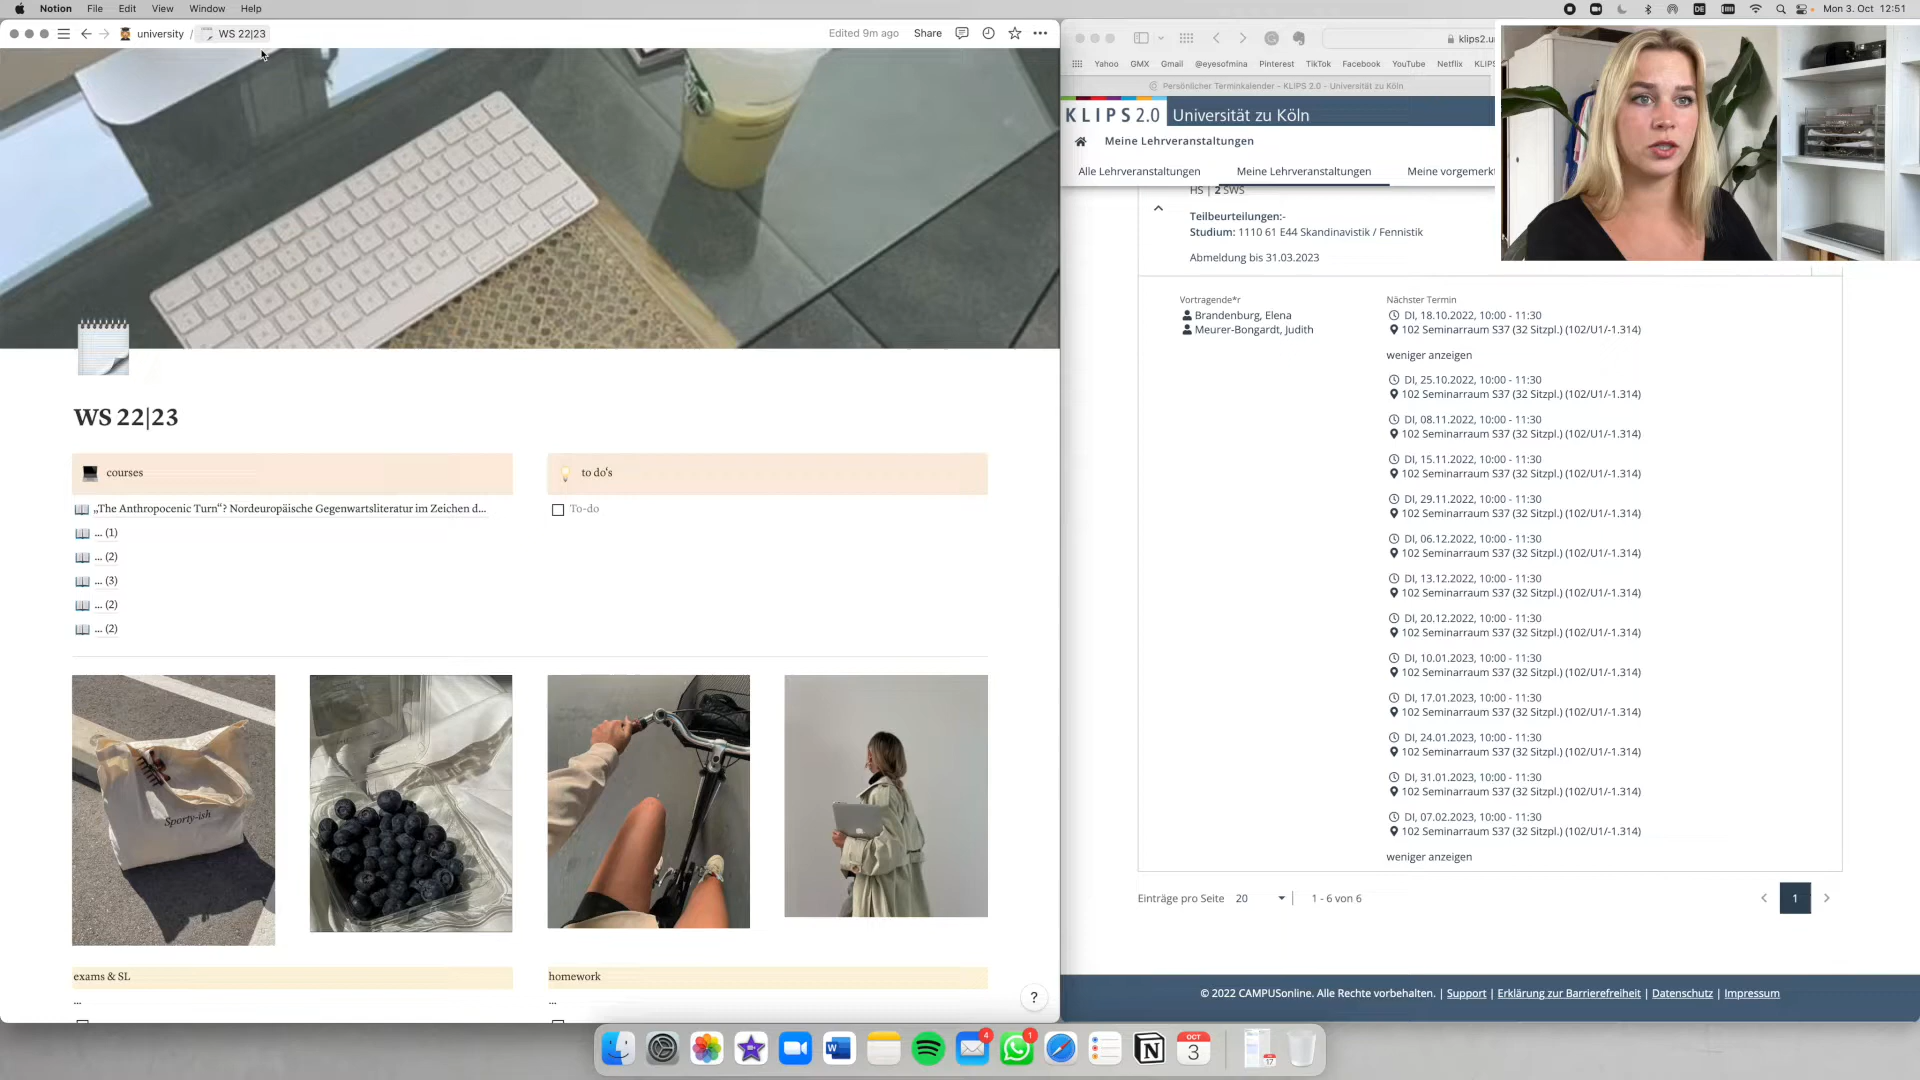 Notion File Edit View Window Help
DE
Mon 3. Oct 12:51
university / WS 22|23
Edited 9m ago Share
klips2.u
Yahoo GMX Gmail @eyesofmina Pinterest TikTok Facebook YouTube Netflix KLIPS
Persönlicher Terminkalender – KLIPS 2.0 - Universität zu Köln
KLIPS 2.0 Universität zu Köln
Meine Lehrveranstaltungen
Alle Lehrveranstaltungen Meine Lehrveranstaltungen Meine vorgemerkt
HS | 2 SWS
Teilbeurteilungen:-
Studium: 1110 61 E44 Skandinavistik / Fennistik
Abmeldung bis 31.03.2023
Vortragende*r
Brandenburg, Elena
Meurer-Bongardt, Judith
Nächster Termin
DI, 18.10.2022, 10:00 - 11:30
102 Seminarraum S37 (32 Sitzpl.) (102/U1/-1.314)
weniger anzeigen
DI, 25.10.2022, 10:00 - 11:30
102 Seminarraum S37 (32 Sitzpl.) (102/U1/-1.314)
DI, 08.11.2022, 10:00 - 11:30
102 Seminarraum S37 (32 Sitzpl.) (102/U1/-1.314)
DI, 15.11.2022, 10:00 - 11:30
102 Seminarraum S37 (32 Sitzpl.) (102/U1/-1.314)
DI, 29.11.2022, 10:00 - 11:30
102 Seminarraum S37 (32 Sitzpl.) (102/U1/-1.314)
DI, 06.12.2022, 10:00 - 11:30
102 Seminarraum S37 (32 Sitzpl.) (102/U1/-1.314)
DI, 13.12.2022, 10:00 - 11:30
102 Seminarraum S37 (32 Sitzpl.) (102/U1/-1.314)
DI, 20.12.2022, 10:00 - 11:30
102 Seminarraum S37 (32 Sitzpl.) (102/U1/-1.314)
DI, 10.01.2023, 10:00 - 11:30
102 Seminarraum S37 (32 Sitzpl.) (102/U1/-1.314)
DI, 17.01.2023, 10:00 - 11:30
102 Seminarraum S37 (32 Sitzpl.) (102/U1/-1.314)
DI, 24.01.2023, 10:00 - 11:30
102 Seminarraum S37 (32 Sitzpl.) (102/U1/-1.314)
DI, 31.01.2023, 10:00 - 11:30
102 Seminarraum S37 (32 Sitzpl.) (102/U1/-1.314)
DI, 07.02.2023, 10:00 - 11:30
102 Seminarraum S37 (32 Sitzpl.) (102/U1/-1.314)
weniger anzeigen
Einträge pro Seite 20 1 - 6 von 6
1
© 2022 CAMPUSonline. Alle Rechte vorbehalten. | Support | Erklärung zur Barrierefreiheit | Datenschutz | Impressum
WS 22|23
courses
„The Anthropocenic Turn“? Nordeuropäische Gegenwartsliteratur im Zeichen d...
... (1)
... (2)
... (3)
... (2)
... (2)
to do's
To-do
Sporty-ish
exams & SL
...
homework
...
?
W
4
1
N
OCT
3
17